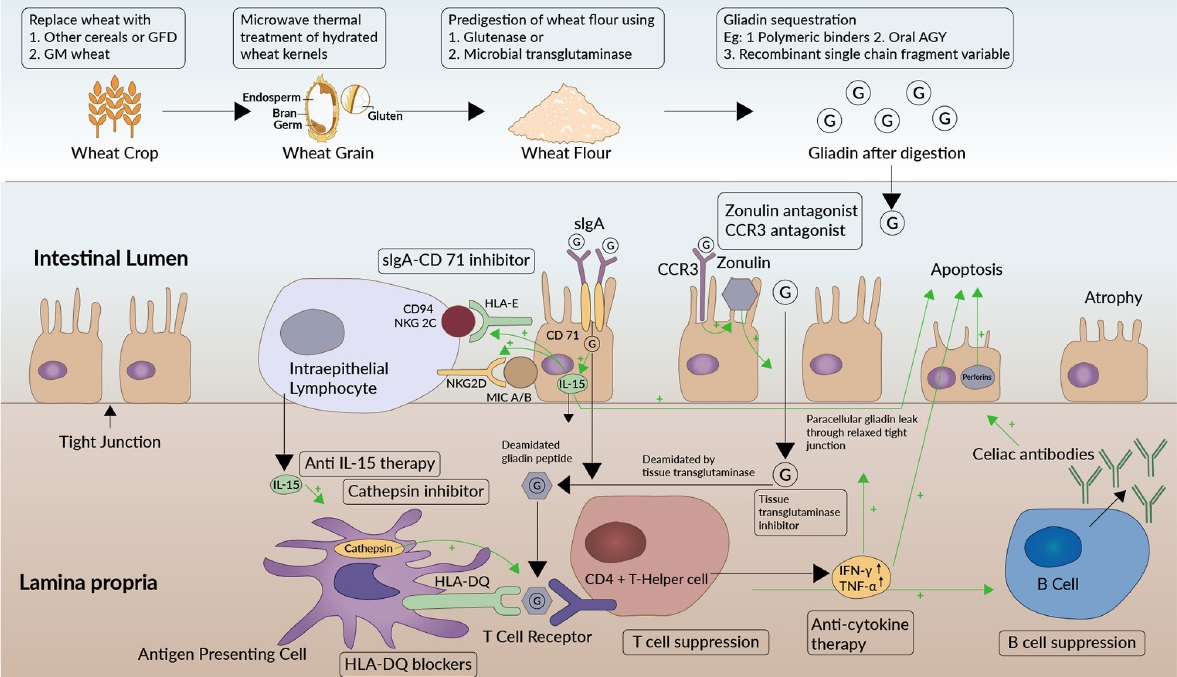 Replace wheat with
1. Other cereals or GFD
2. GM wheat
Microwave thermal
treatment of hydrated
wheat kernels
Predigestion of wheat flour using
1. Glutenase or
2. Microbial transglutaminase
Gliadin sequestration
Eg: 1 Polymeric binders 2. Oral AGY
3. Recombinant single chain fragment variable
Endosperm
Bran
Germ
Gluten
G G
G G G
Wheat Crop
Wheat Grain
Wheat Flour
Gliadin after digestion
G
Intestinal Lumen
sIgA-CD 71 inhibitor
sIgA
G G
Zonulin antagonist
CCR3 antagonist
G
CCR3
Zonulin
G
Apoptosis
Atrophy
CD94
NKG 2C
HLA-E
+
+
CD 71
G
+
IL-15
+
+
+
Intraepithelial
Lymphocyte
NKG2D
MIC A/B
Perforins
+
Paracellular gliadin leak
through relaxed tight
junction
Tight Junction
Anti IL-15 therapy
IL-15
+
Cathepsin inhibitor
Deamidated
gliadin peptide
G
Deamidated by
tissue transglutaminase
G
Tissue
transglutaminase
inhibitor
+
Celiac antibodies
+
+
Lamina propria
Cathepsin
+
HLA-DQ
G
T Cell Receptor
CD4 + T-Helper cell
IFN-γ ↑
TNF-α ↑
+
B Cell
Antigen Presenting Cell
HLA-DQ blockers
T cell suppression
Anti-cytokine
therapy
B cell suppression